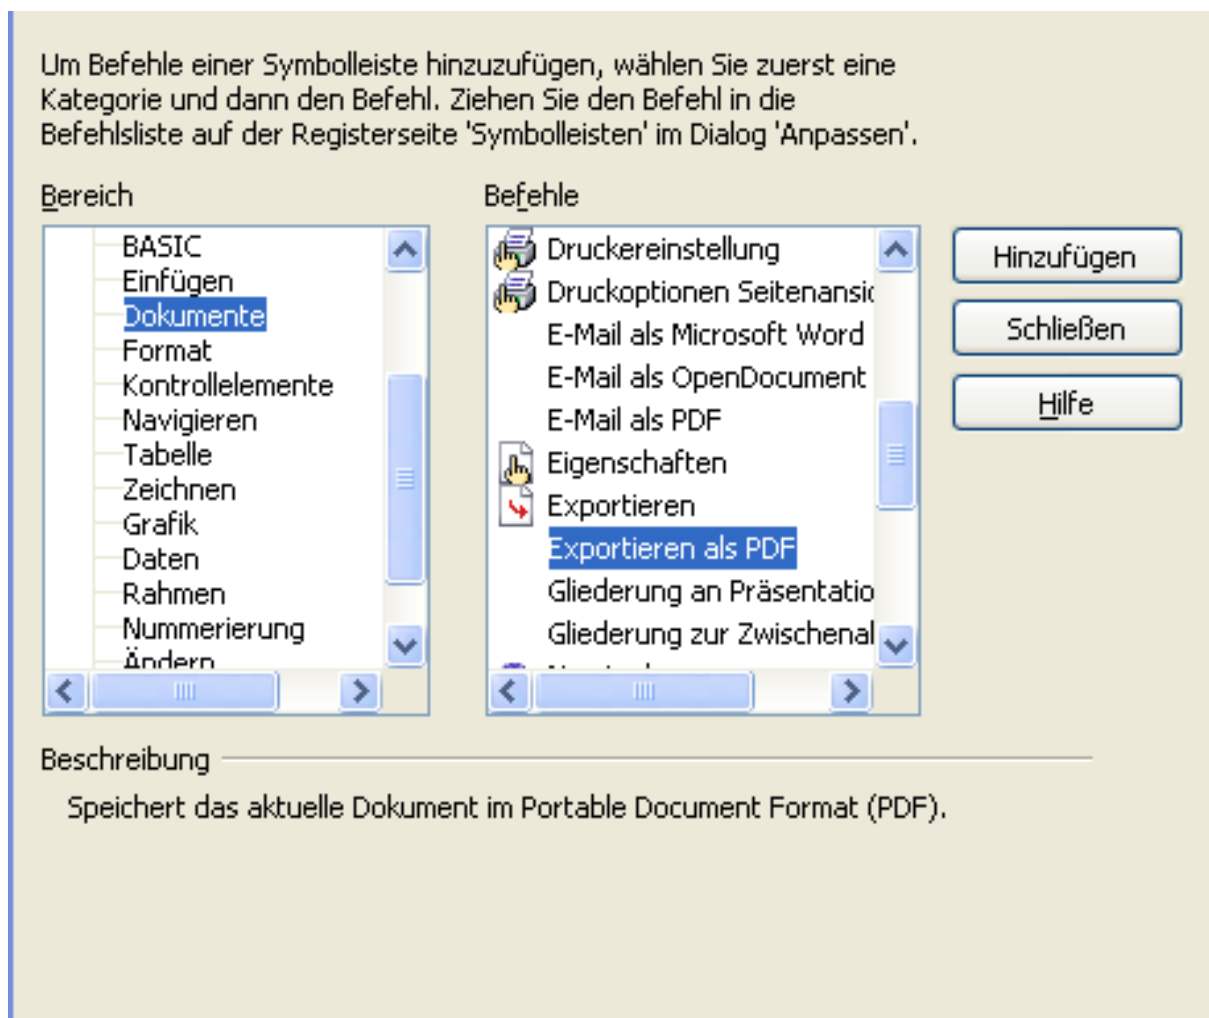 Um Befehle einer Symbolleiste hinzuzufügen, wählen Sie zuerst eine
Kategorie und dann den Befehl. Ziehen Sie den Befehl in die
Befehlsliste auf der Registerseite 'Symbolleisten' im Dialog 'Anpassen'.
Bereich
BASIC
Einfügen
Dokumente
Format
Kontrollelemente
Navigieren
Tabelle
Zeichnen
Grafik
Daten
Rahmen
Nummerierung
Ändern
Befehle
Druckereinstellung
Druckoptionen Seitenansic
E-Mail als Microsoft Word
E-Mail als OpenDocument
E-Mail als PDF
Eigenschaften
Exportieren
Exportieren als PDF
Gliederung an Präsentatio
Gliederung zur Zwischenal
Hinzufügen
Schließen
Hilfe
Beschreibung
Speichert das aktuelle Dokument im Portable Document Format (PDF).